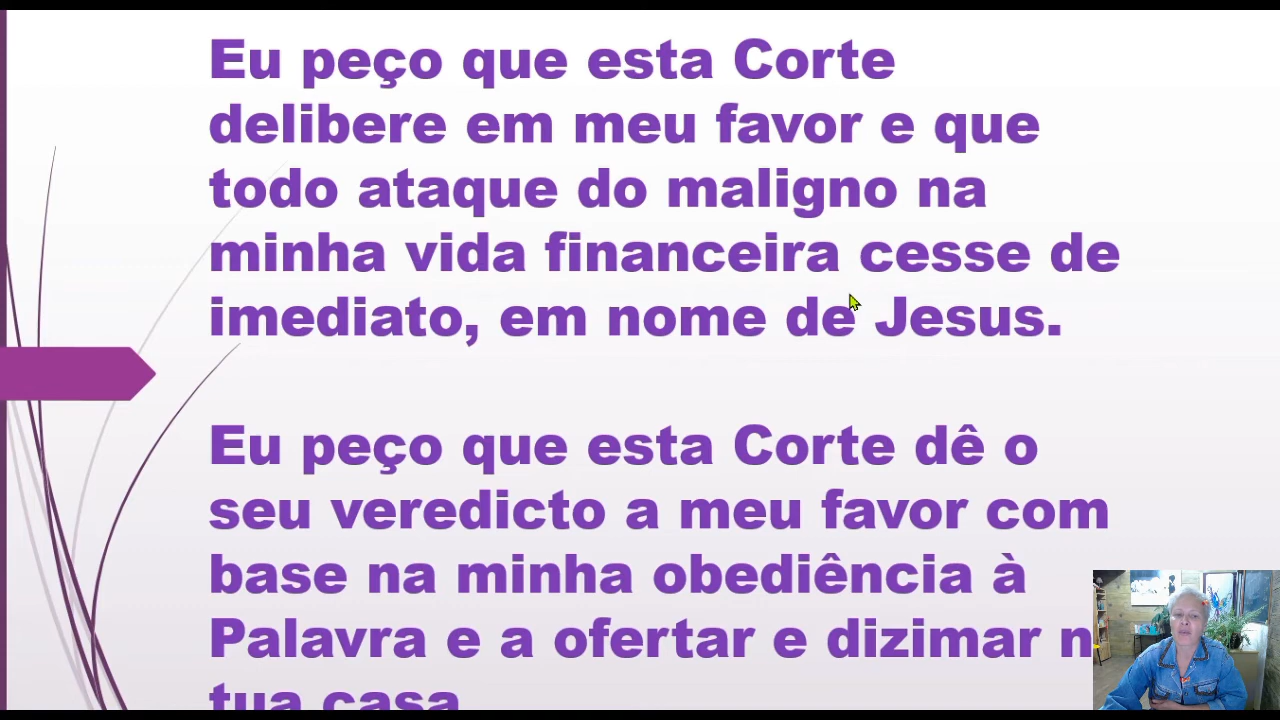 Eu peço que esta Corte
delibere em meu favor e que
todo ataque do maligno na
minha vida financeira cesse de
imediato, em nome de Jesus.
Eu peço que esta Corte dê o
seu veredicto a meu favor com
base na minha obediência à
Palavra e a ofertar e dizimar n
tua casa